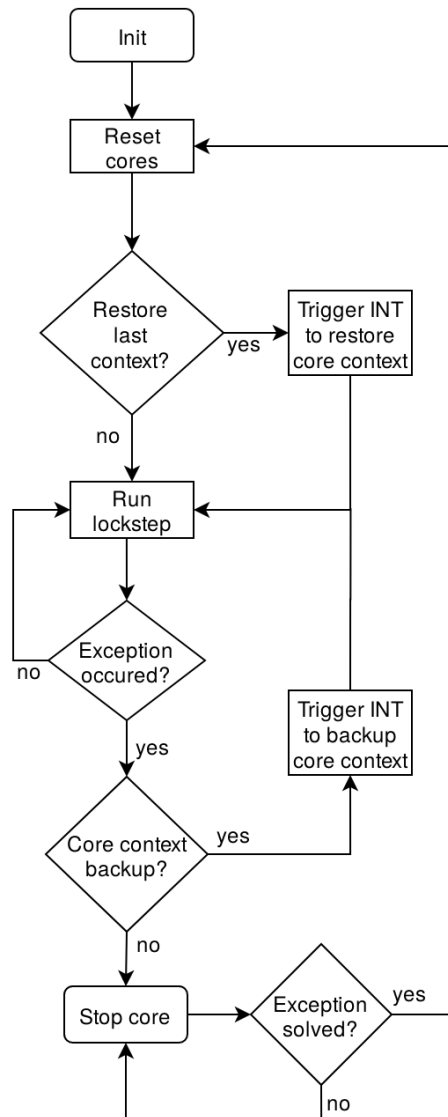 Init
Reset
cores
Restore
last
context?
yes
Trigger INT
to restore
core context
no
Run
lockstep
Exception
occured?
no
yes
Trigger INT
to backup
core context
Core context
backup?
yes
no
Stop core
Exception
solved?
yes
no